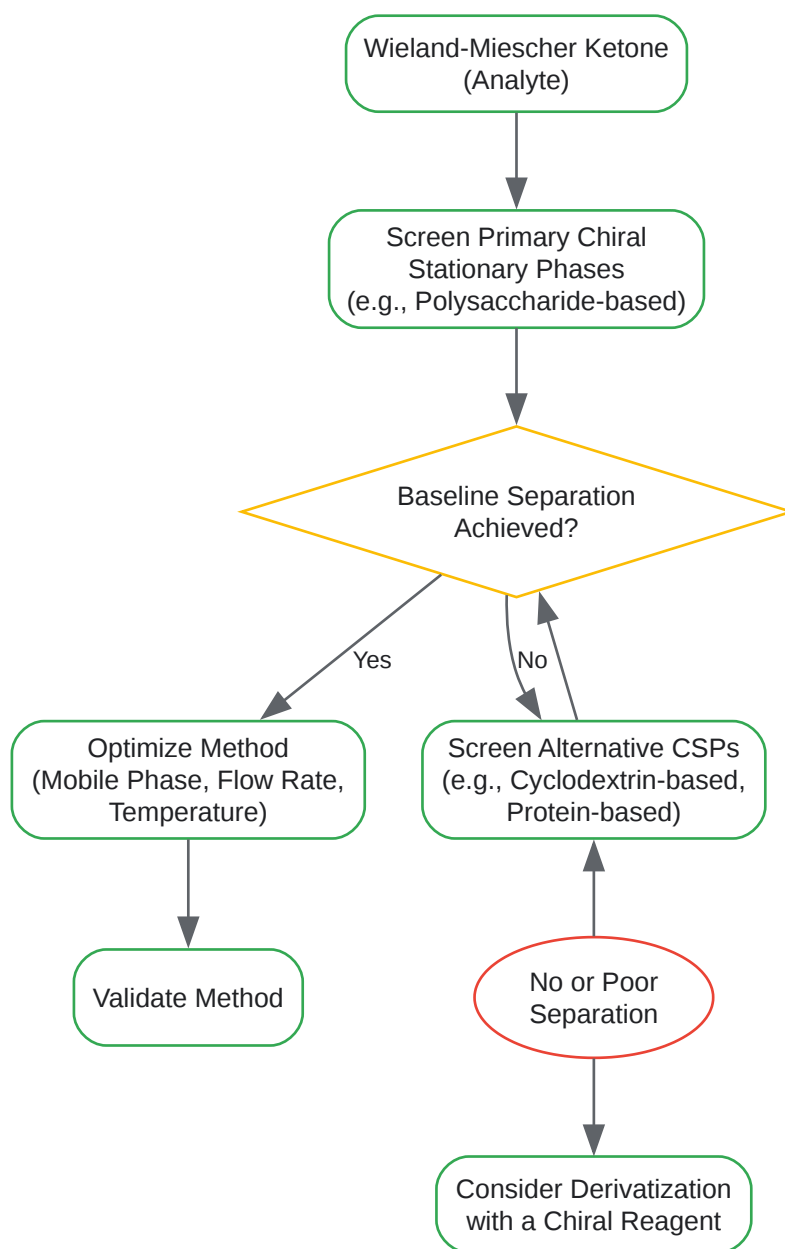 Wieland-Miescher Ketone
(Analyte)
Screen Primary Chiral
Stationary Phases
(e.g., Polysaccharide-based)
Baseline Separation
Achieved?
Yes
No
Optimize Method
(Mobile Phase, Flow Rate,
Temperature)
Screen Alternative CSPs
(e.g., Cyclodextrin-based,
Protein-based)
Validate Method
No or Poor
Separation
Consider Derivatization
with a Chiral Reagent